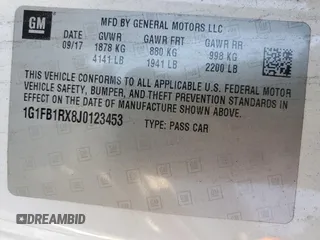 GM
MFD BY GENERAL MOTORS LLC
DATE GVWR GAWR FRT GAWR RR
09/17 1878 KG 880 KG 998 KG
4141 LB 1941 LB 2200 LB
THIS VEHICLE CONFORMS TO ALL APPLICABLE U.S. FEDERAL MOTOR
VEHICLE SAFETY, BUMPER, AND THEFT PREVENTION STANDARDS IN
EFFECT ON THE DATE OF MANUFACTURE SHOWN ABOVE.
1G1FB1RX8J0123453 TYPE: PASS CAR
DREAMBID